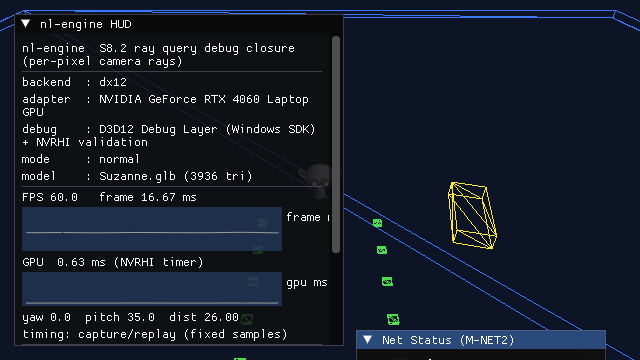 nl-engine HUD
nl-engine  S8.2 ray query debug closure
(per-pixel camera rays)
backend  : dx12
adapter  : NVIDIA GeForce RTX 4060 Laptop
GPU
debug    : D3D12 Debug Layer (Windows SDK)
+ NVRHI validation
mode     : normal
model    : Suzanne.glb (3936 tri)
FPS 60.0   frame 16.67 ms
frame
GPU  0.63 ms (NVRHI timer)
gpu ms
yaw 0.0  pitch 35.0  dist 26.00
timing: capture/replay (fixed samples)
Net Status (M-NET2)